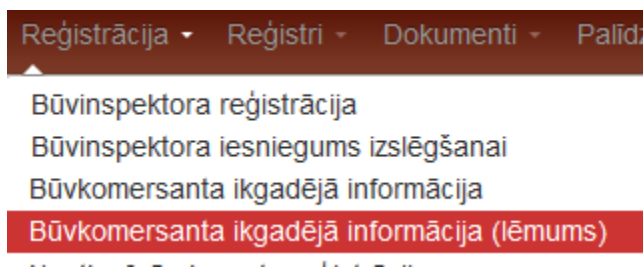 Reģistrācija Reģistri Dokumenti
Būvinspektora reģistrācija
Būvinspektora iesniegums izslēgšanai
Būvkomersanta ikgadējā informācija
Būvkomersanta ikgadējā informācija (lēmums)